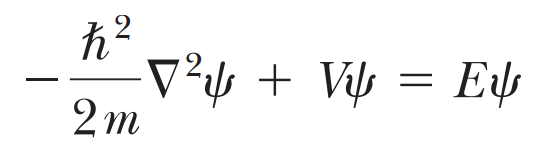 −ℏ²/2m ∇²ψ + Vψ = Eψ